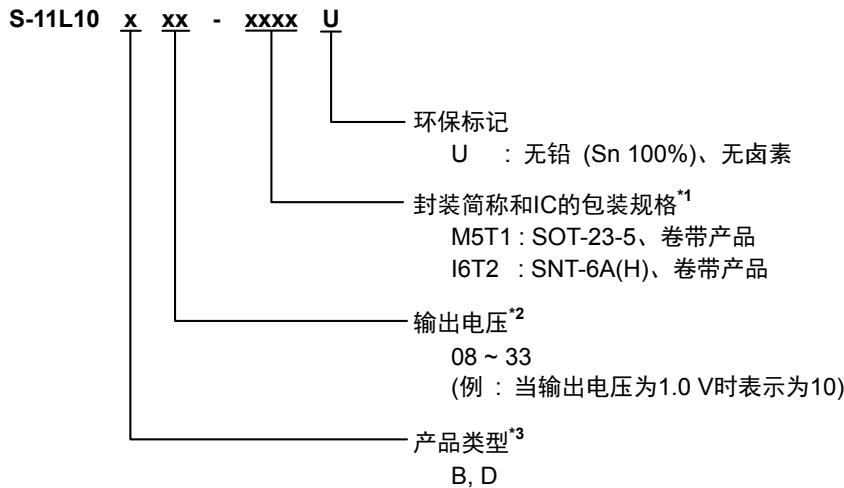 S-11L10 x xx - xxxx U
环保标记
U : 无铅 (Sn 100%)、无卤素
封装简称和IC的包装规格*1
M5T1 : SOT-23-5、卷带产品
I6T2 : SNT-6A(H)、卷带产品
输出电压*2
08 ~ 33
(例 : 当输出电压为1.0 V时表示为10)
产品类型*3
B, D